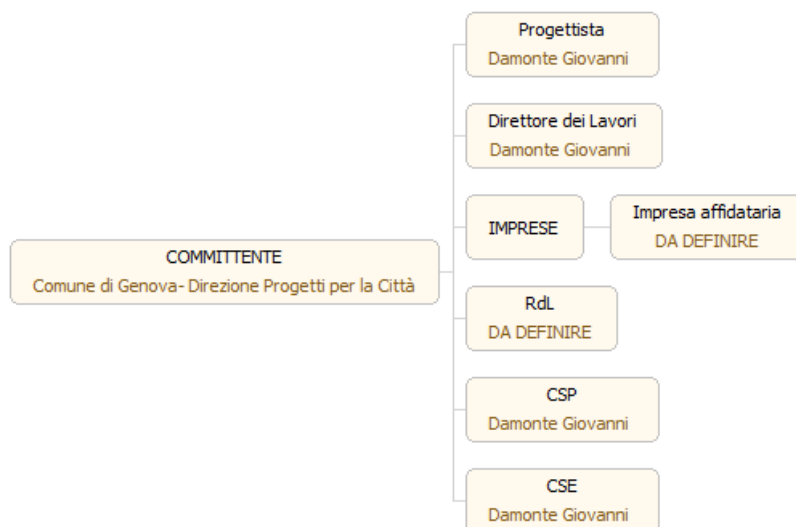 Progettista
Damonte Giovanni
Direttore dei Lavori
Damonte Giovanni
IMPRESE
Impresa affidataria
DA DEFINIRE
COMMITTENTE
Comune di Genova- Direzione Progetti per la Città
RdL
DA DEFINIRE
CSP
Damonte Giovanni
CSE
Damonte Giovanni